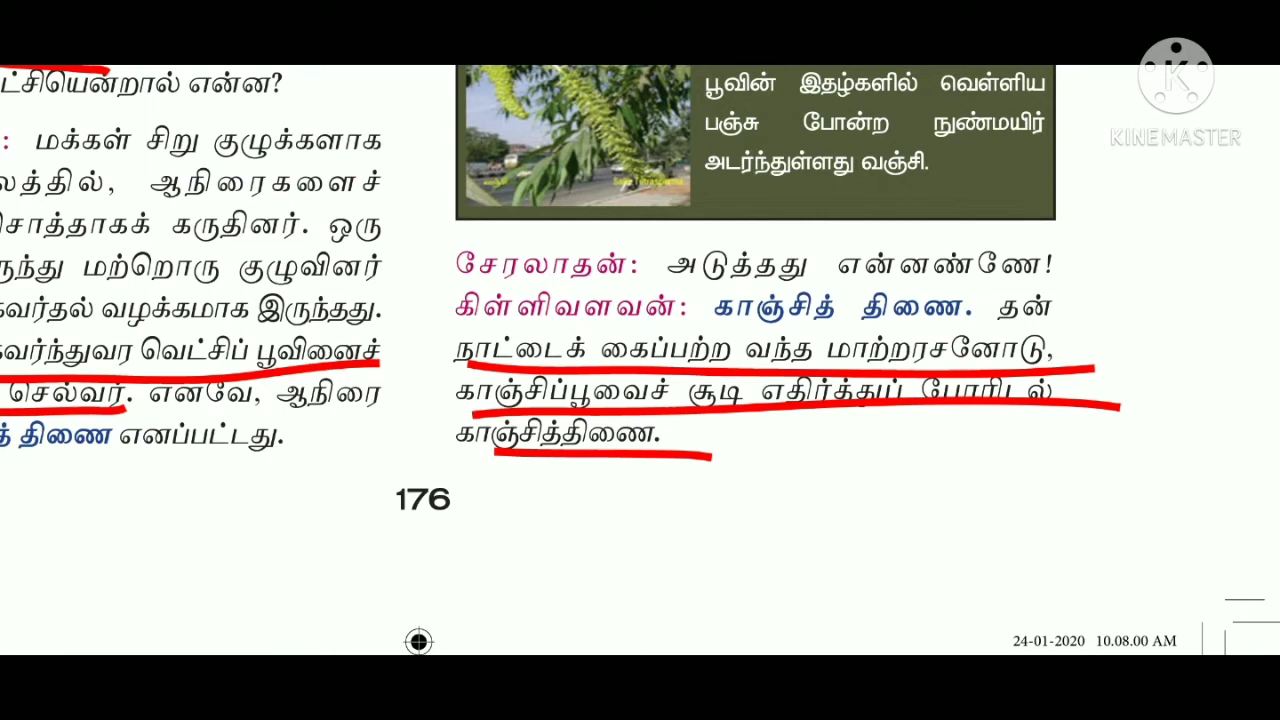 ட்சியென்றால் என்ன?
: மக்கள் சிறு குழுக்களாக
லத்தில், ஆநிரைகளைச்
சொத்தாகக் கருதினர். ஒரு
ருந்து மற்றொரு குழுவினர்
கவர்தல் வழக்கமாக இருந்தது.
கவர்ந்துவர வெட்சிப் பூவினைச்
செல்வர். எனவே, ஆநிரை
த் திணை எனப்பட்டது.
பூவின் இதழ்களில் வெள்ளிய
பஞ்சு போன்ற நுண்மயிர்
அடர்ந்துள்ளது வஞ்சி.
சேரலாதன்: அடுத்தது என்னண்ணே!
கிள்ளிவளவன்: காஞ்சித் திணை. தன்
நாட்டைக் கைப்பற்ற வந்த மாற்றரசனோடு,
காஞ்சிப்பூவைச் சூடி எதிர்த்துப் போரிடல்
காஞ்சித்திணை.
176
24-01-2020 10.08.00 AM
K
KINEMASTER